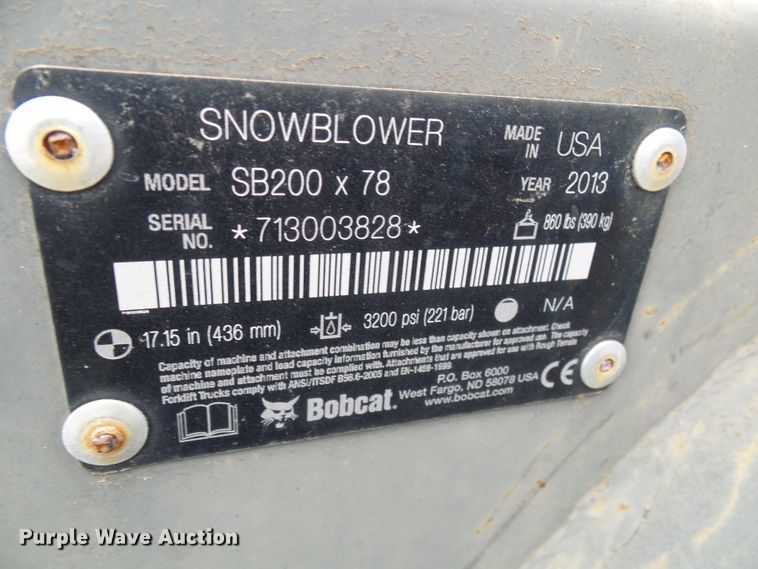 SNOWBLOWER
MADE IN USA
MODEL SB200 x 78
YEAR 2013
SERIAL NO. *713003828*
860 lbs (390 kg)
17.15 in (436 mm)
3200 psi (221 bar)
N/A
Capacity of machine and attachment combination may be less than capacity shown on attachment. Check
machine nameplate and load capacity information furnished by the manufacturer for approved use. The capacity
of machine and attachment must be complied with. Attachments that are approved for use with Rough Terrain
Forklift Trucks comply with ANSI/ITSDF B56.6-2005 and EN-1459-1999.
Bobcat.
P.O. Box 6000
West Fargo, ND 58078 USA
www.bobcat.com
CE
Purple Wave Auction